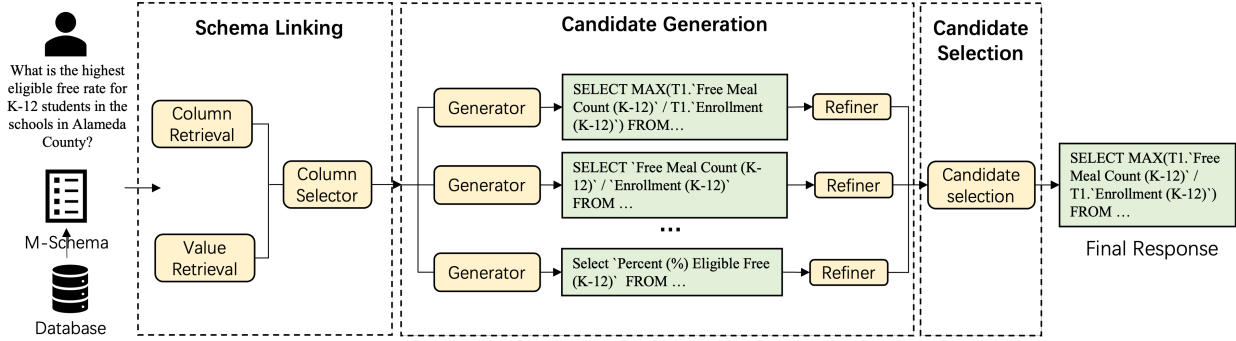 What is the highest
eligible free rate for
K-12 students in the
schools in Alameda
County?
M-Schema
Database
Schema Linking
Column
Retrieval
Value
Retrieval
Column
Selector
Candidate Generation
Generator
SELECT MAX(T1.`Free Meal
Count (K-12)` / T1.`Enrollment
(K-12)`) FROM…
Refiner
Generator
SELECT `Free Meal Count (K-
12)` / `Enrollment (K-12)`
FROM …
Refiner
…
Generator
Select `Percent (%) Eligible Free
(K-12)` FROM …
Refiner
Candidate
Selection
Candidate
selection
SELECT MAX(T1.`Free
Meal Count (K-12)` /
T1.`Enrollment (K-12)`)
FROM …
Final Response